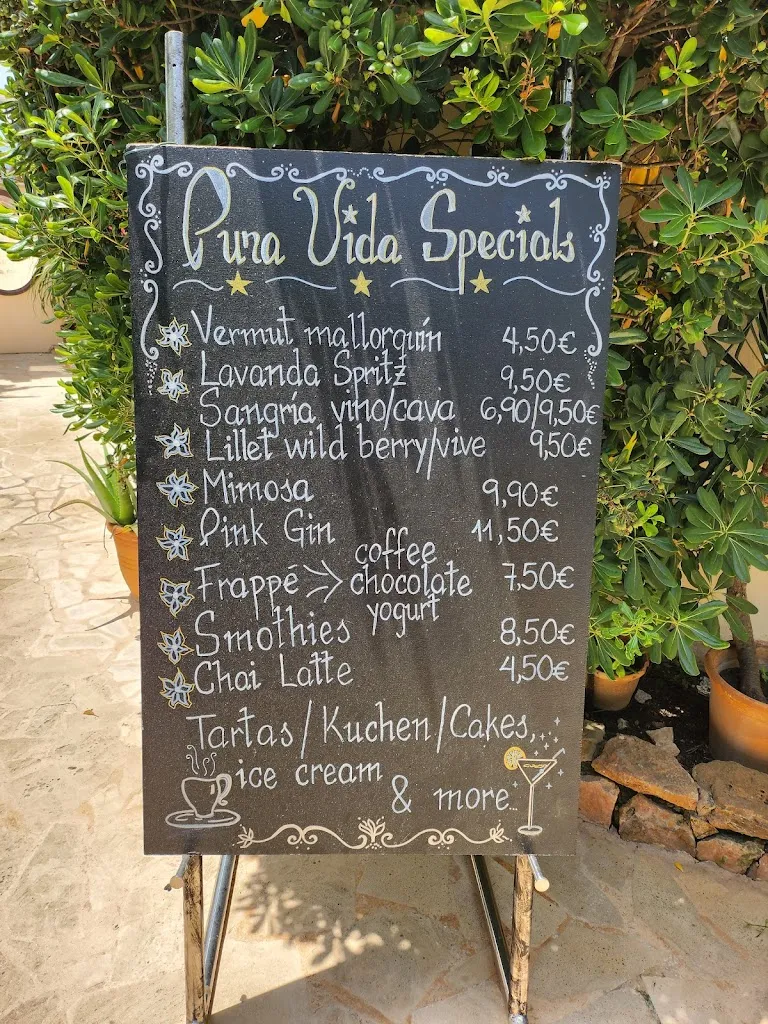 Pura Vida Specials
Vermut mallorquín 4,50€
Lavanda Spritz 9,50€
Sangría vino/cava 6,90/9,50€
Lillet wild berry/vive 9,50€
Mimosa 9,90€
Pink Gin 11,50€
Frappé coffee chocolate yogurt 7,50€
Smothies 8,50€
Chai Latte 4,50€
Tartas/Kuchen/Cakes,
ice cream
& more...